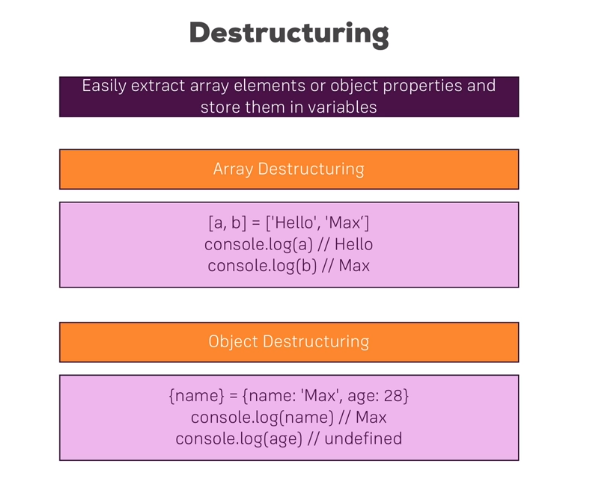 Destructuring
Easily extract array elements or object properties and
store them in variables
Array Destructuring
[a, b] = ['Hello', 'Max']
console.log(a) // Hello
console.log(b) // Max
Object Destructuring
{name} = {name: 'Max', age: 28}
console.log(name) // Max
console.log(age) // undefined